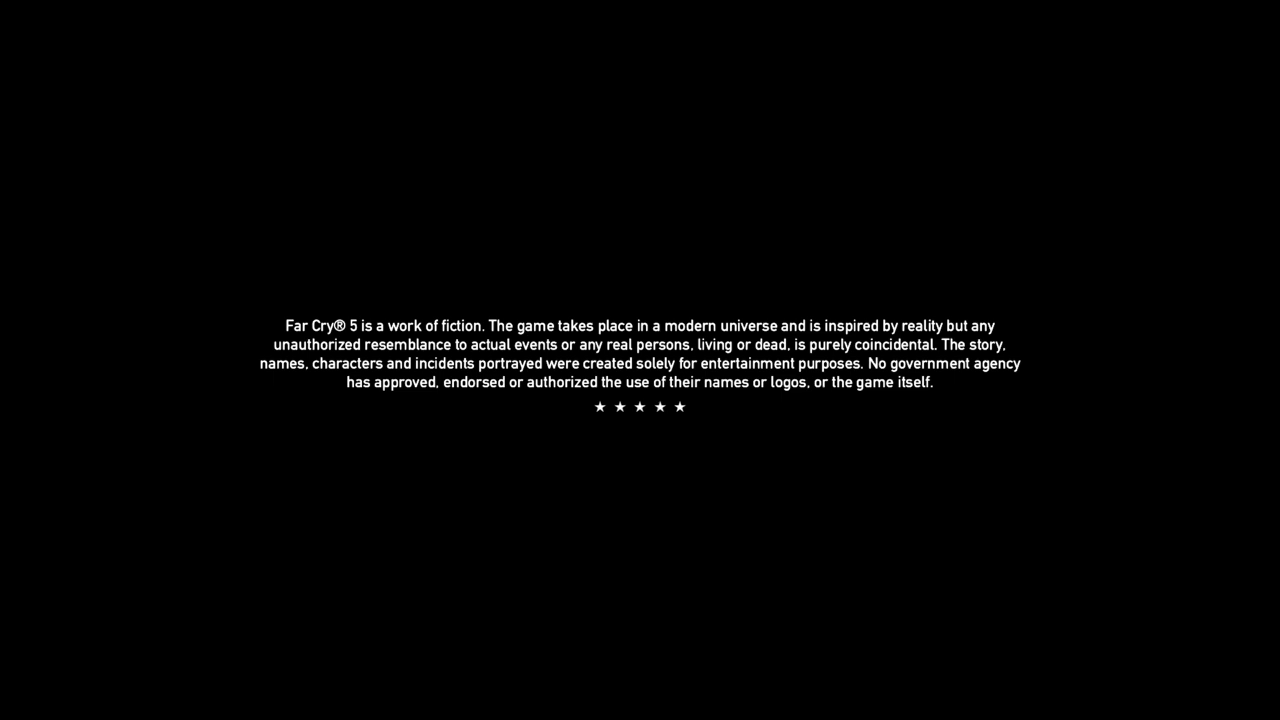 Far Cry® 5 is a work of fiction. The game takes place in a modern universe and is inspired by reality but any
unauthorized resemblance to actual events or any real persons, living or dead, is purely coincidental. The story,
names, characters and incidents portrayed were created solely for entertainment purposes. No government agency
has approved, endorsed or authorized the use of their names or logos, or the game itself.
★ ★ ★ ★ ★